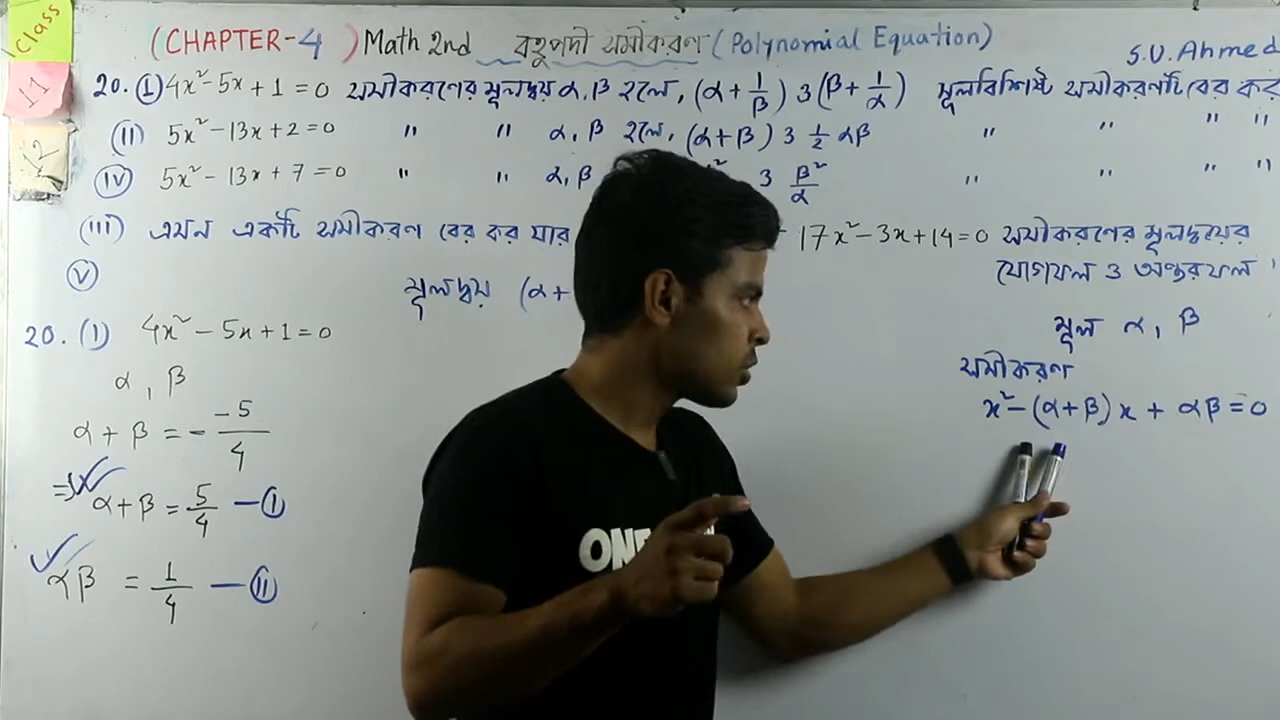 Class
11
12
(CHAPTER-4) Math 2nd বহুপদী সমীকরণ (Polynomial Equation)
S.U. Ahmed
20. (I) 4x² - 5x + 1 = 0 সমীকরণের মূলদ্বয় α, β হলে, (α + 1/β) ও (β + 1/α) মূলবিশিষ্ট সমীকরণটি বের কর
(II) 5x² - 13x + 2 = 0 " " α, β হলে, (α + β) ও 1/2 αβ " " " "
(IV) 5x² - 13x + 7 = 0 " " α, β ও β²/α " " " "
(III) এমন একটি সমীকরণ বের কর যার 17x² - 3x + 14 = 0 সমীকরণের মূলদ্বয়ের
যোগফল ও অন্তরফল।
(V) মূলদ্বয় (α +
20. (I) 4x² - 5x + 1 = 0
α, β
α + β = - -5/4
⇒ α + β = 5/4 — (I)
αβ = 1/4 — (II)
মূল α, β
সমীকরণ
x² - (α + β) x + αβ = 0
ONE